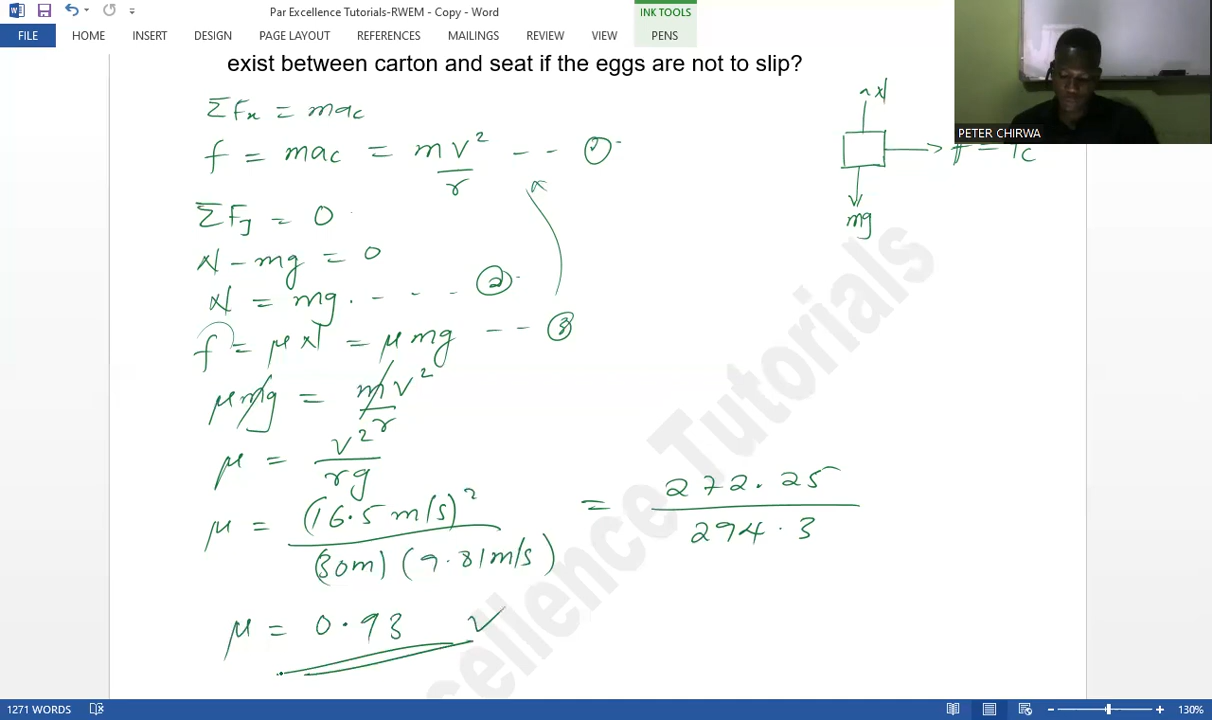 Par Excellence Tutorials-RWEM - Copy - Word
INK TOOLS
FILE HOME INSERT DESIGN PAGE LAYOUT REFERENCES MAILINGS REVIEW VIEW PENS
exist between carton and seat if the eggs are not to slip?
PETER CHIRWA
ΣFx = mac
f = mac = mv²/r -- ①
ΣFy = 0
N - mg = 0
N = mg. - - - ②
f = μN = μmg -- ③
μmg = mv²/r
μ = v²/rg
μ = (16.5 m/s)²/(30m)(9.81m/s) = 272.25/294.3
μ = 0.93 ✓
N
mg
Excellence Tutorials
1271 WORDS
130%